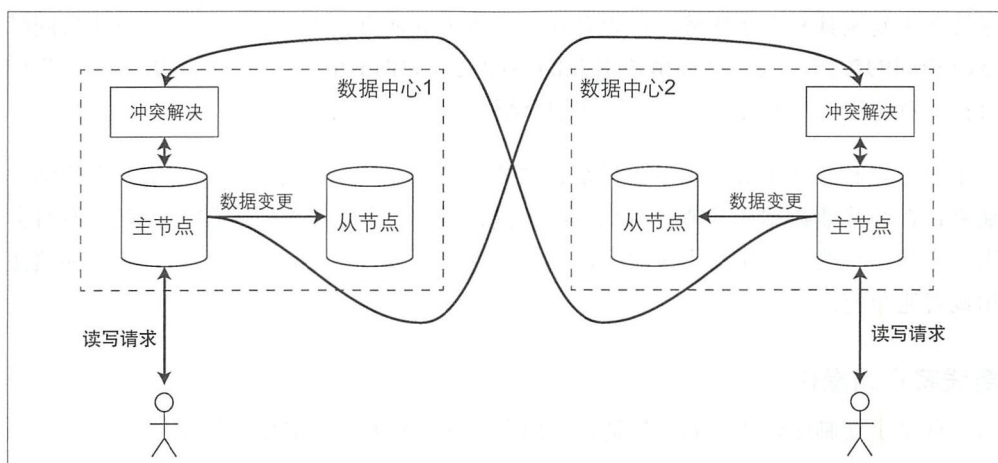 数据中心1
冲突解决
主节点
数据变更
从节点
读写请求
数据中心2
冲突解决
从节点
数据变更
主节点
读写请求